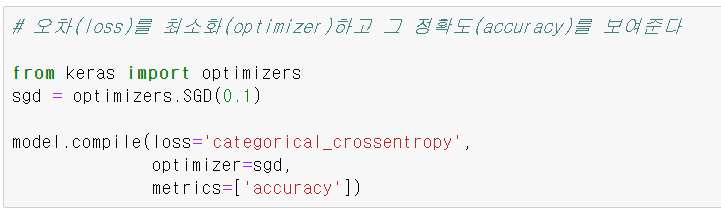 # 오차(loss)를 최소화(optimizer)하고 그 정확도(accuracy)를 보여준다
from keras import optimizers
sgd = optimizers.SGD(0.1)
model.compile(loss='categorical_crossentropy',
optimizer=sgd,
metrics=['accuracy'])